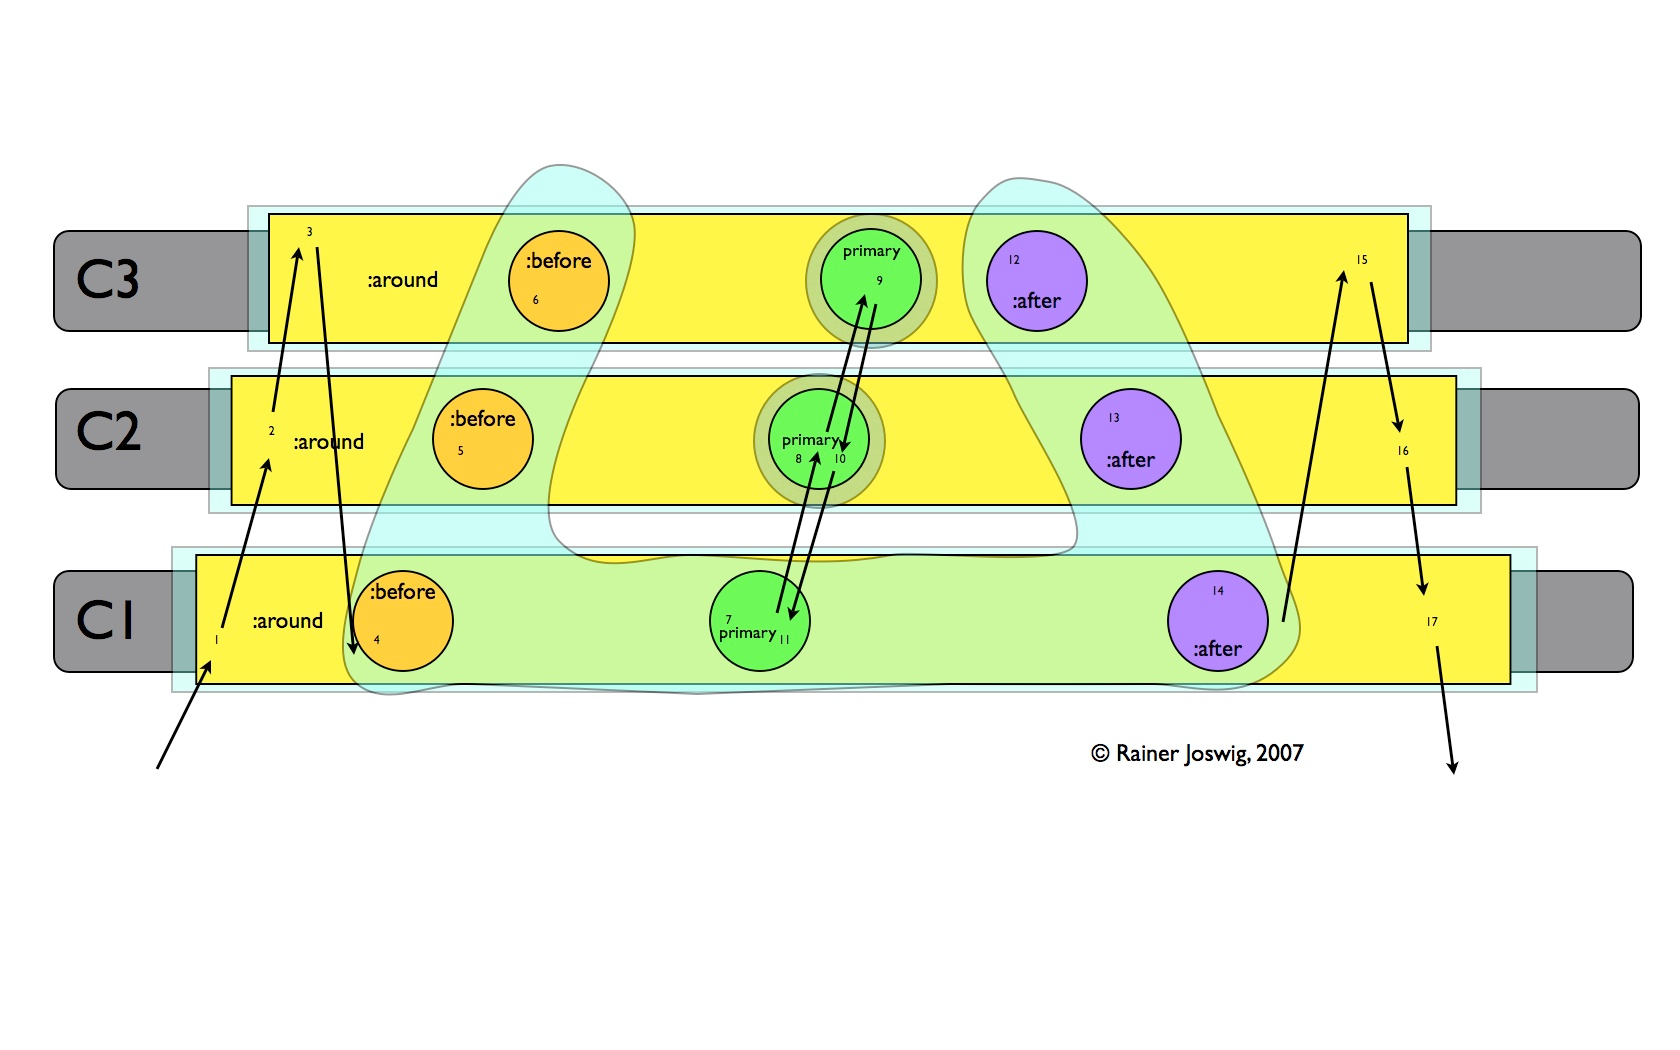 3
C3
:around
:before
6
primary
9
12
:after
15
C2
2
:around
:before
5
primary
8 10
13
:after
16
C1
1
:around
:before
4
7
primary
11
14
:after
17
© Rainer Joswig, 2007